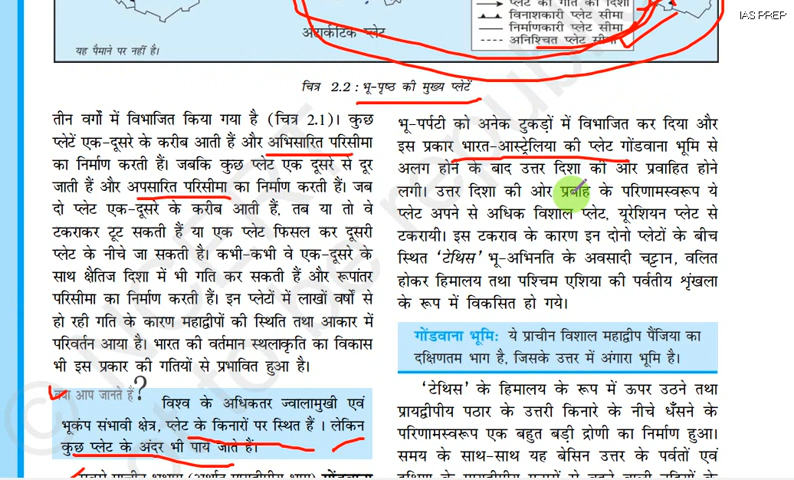 IAS PREP
प्लेट की गति की दिशा
विनाशकारी प्लेट सीमा
निर्माणकारी प्लेट सीमा
अनिश्चित प्लेट सीमा
यह पैमाने पर नहीं है।
अंटार्कटिक प्लेट
चित्र 2.2 : भू-पृष्ठ की मुख्य प्लेटें
तीन वर्गों में विभाजित किया गया है (चित्र 2.1)। कुछ
प्लेटें एक-दूसरे के करीब आती हैं और अभिसारित परिसीमा
का निर्माण करती हैं। जबकि कुछ प्लेट एक दूसरे से दूर
जाती हैं और अपसारित परिसीमा का निर्माण करती हैं। जब
दो प्लेट एक-दूसरे के करीब आती हैं, तब या तो वे
टकराकर टूट सकती हैं या एक प्लेट फिसल कर दूसरी
प्लेट के नीचे जा सकती है। कभी-कभी वे एक-दूसरे के
साथ क्षैतिज दिशा में भी गति कर सकती हैं और रूपांतर
परिसीमा का निर्माण करती हैं। इन प्लेटों में लाखों वर्षों से
हो रही गति के कारण महाद्वीपों की स्थिति तथा आकार में
परिवर्तन आया है। भारत की वर्तमान स्थलाकृति का विकास
भी इस प्रकार की गतियों से प्रभावित हुआ है।
क्या आप जानते हैं?
विश्व के अधिकतर ज्वालामुखी एवं
भूकंप संभावी क्षेत्र, प्लेट के किनारों पर स्थित हैं । लेकिन
कुछ प्लेट के अंदर भी पाय जाते हैं।
भू-पर्पटी को अनेक टुकड़ों में विभाजित कर दिया और
इस प्रकार भारत-आस्ट्रेलिया की प्लेट गोंडवाना भूमि से
अलग होने के बाद उत्तर दिशा की ओर प्रवाहित होने
लगी। उत्तर दिशा की ओर प्रवाह के परिणामस्वरूप ये
प्लेट अपने से अधिक विशाल प्लेट, यूरेशियन प्लेट से
टकरायी। इस टकराव के कारण इन दोनो प्लेटों के बीच
स्थित ‘टेथिस’ भू-अभिनति के अवसादी चट्टान, वलित
होकर हिमालय तथा पश्चिम एशिया की पर्वतीय शृंखला
के रूप में विकसित हो गये।
गोंडवाना भूमि: ये प्राचीन विशाल महाद्वीप पैंजिया का
दक्षिणतम भाग है, जिसके उत्तर में अंगारा भूमि है।
‘टेथिस’ के हिमालय के रूप में ऊपर उठने तथा
प्रायद्वीपीय पठार के उत्तरी किनारे के नीचे धँसने के
परिणामस्वरूप एक बहुत बड़ी द्रोणी का निर्माण हुआ।
समय के साथ-साथ यह बेसिन उत्तर के पर्वतों एवं